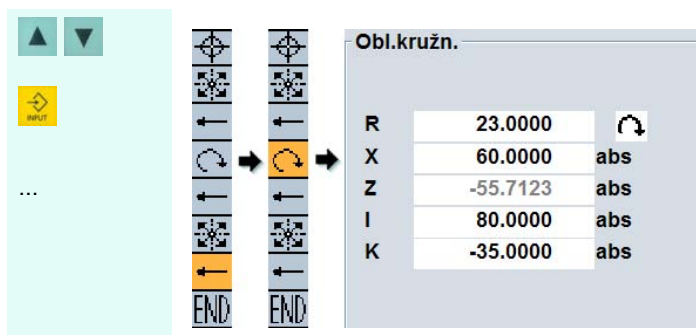 INPUT
...
END
END
Obl.kružn.
R 23.0000
X 60.0000 abs
Z -55.7123 abs
I 80.0000 abs
K -35.0000 abs